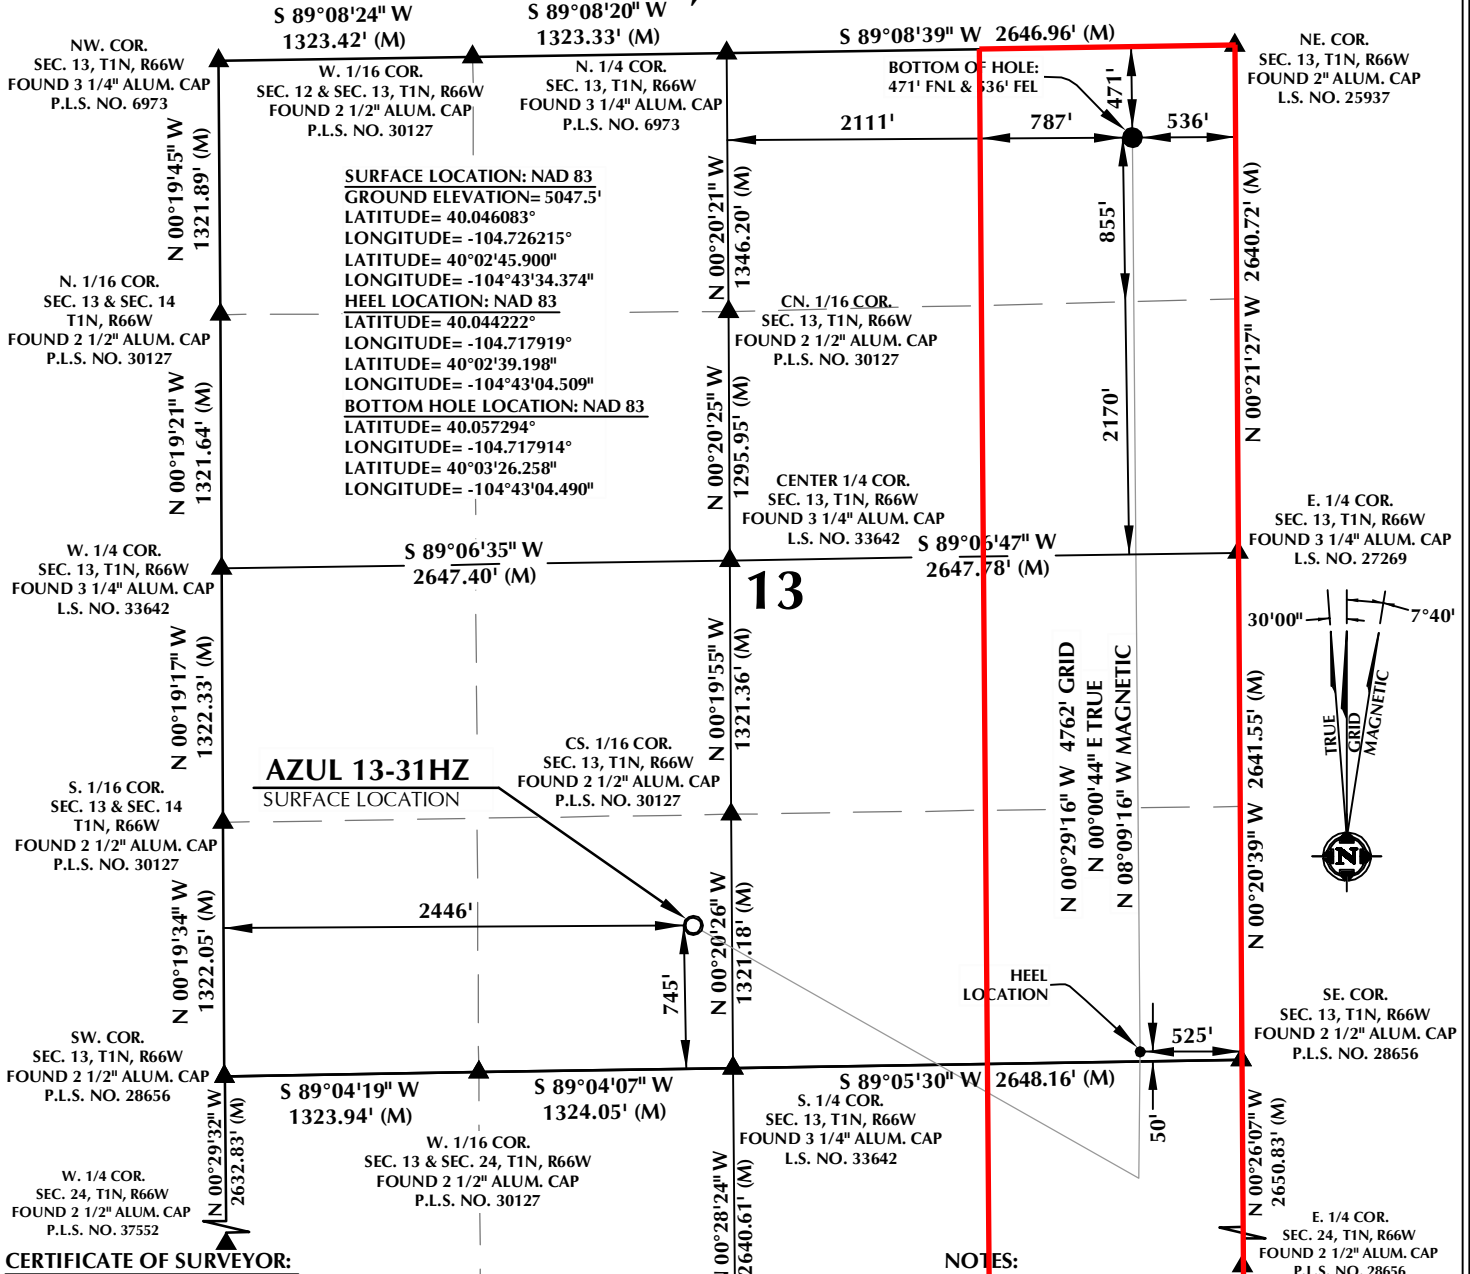 S 89°08'24" W
1323.42' (M)
S 89°08'20" W
1323.33' (M)
S 89°08'39" W 2646.96' (M)
NW. COR.
SEC. 13, T1N, R66W
FOUND 3 1/4" ALUM. CAP
P.L.S. NO. 6973
W. 1/16 COR.
SEC. 12 & SEC. 13, T1N, R66W
FOUND 2 1/2" ALUM. CAP
P.L.S. NO. 30127
N. 1/4 COR.
SEC. 13, T1N, R66W
FOUND 3 1/4" ALUM. CAP
P.L.S. NO. 6973
BOTTOM OF HOLE:
471' FNL & 536' FEL
NE. COR.
SEC. 13, T1N, R66W
FOUND 2" ALUM. CAP
L.S. NO. 25937
471'
2111'
787'
536'
N 00°19'45" W
1321.89' (M)
SURFACE LOCATION: NAD 83
GROUND ELEVATION= 5047.5'
LATITUDE= 40.046083°
LONGITUDE= -104.726215°
LATITUDE= 40°02'45.900"
LONGITUDE= -104°43'34.374"
HEEL LOCATION: NAD 83
LATITUDE= 40.044222°
LONGITUDE= -104.717919°
LATITUDE= 40°02'39.198"
LONGITUDE= -104°43'04.509"
BOTTOM HOLE LOCATION: NAD 83
LATITUDE= 40.057294°
LONGITUDE= -104.717914°
LATITUDE= 40°03'26.258"
LONGITUDE= -104°43'04.490"
N 00°20'21" W
1346.20' (M)
855'
N 00°21'27" W 2640.72' (M)
N. 1/16 COR.
SEC. 13 & SEC. 14
T1N, R66W
FOUND 2 1/2" ALUM. CAP
P.L.S. NO. 30127
CN. 1/16 COR.
SEC. 13, T1N, R66W
FOUND 2 1/2" ALUM. CAP
P.L.S. NO. 30127
N 00°19'21" W
1321.64' (M)
N 00°20'25" W
1295.95' (M)
2170'
CENTER 1/4 COR.
SEC. 13, T1N, R66W
FOUND 3 1/4" ALUM. CAP
L.S. NO. 33642
E. 1/4 COR.
SEC. 13, T1N, R66W
FOUND 3 1/4" ALUM. CAP
L.S. NO. 27269
W. 1/4 COR.
SEC. 13, T1N, R66W
FOUND 3 1/4" ALUM. CAP
L.S. NO. 33642
S 89°06'35" W
2647.40' (M)
S 89°06'47" W
2647.78' (M)
13
30'00"
7°40'
TRUE
GRID
MAGNETIC
N
N 00°19'17" W
1322.33' (M)
N 00°19'55" W
1321.36' (M)
N 00°29'16" W 4762' GRID
N 00°00'44" E TRUE
N 08°09'16" W MAGNETIC
N 00°20'39" W 2641.55' (M)
AZUL 13-31HZ
SURFACE LOCATION
CS. 1/16 COR.
SEC. 13, T1N, R66W
FOUND 2 1/2" ALUM. CAP
P.L.S. NO. 30127
S. 1/16 COR.
SEC. 13 & SEC. 14
T1N, R66W
FOUND 2 1/2" ALUM. CAP
P.L.S. NO. 30127
2446'
N 00°19'34" W
1322.05' (M)
745'
N 00°20'26" W
1321.18' (M)
HEEL
LOCATION
525'
50'
SE. COR.
SEC. 13, T1N, R66W
FOUND 2 1/2" ALUM. CAP
P.L.S. NO. 28656
SW. COR.
SEC. 13, T1N, R66W
FOUND 2 1/2" ALUM. CAP
P.L.S. NO. 28656
S 89°04'19" W
1323.94' (M)
S 89°04'07" W
1324.05' (M)
S 89°05'30" W 2648.16' (M)
S. 1/4 COR.
SEC. 13, T1N, R66W
FOUND 3 1/4" ALUM. CAP
L.S. NO. 33642
W. 1/16 COR.
SEC. 13 & SEC. 24, T1N, R66W
FOUND 2 1/2" ALUM. CAP
P.L.S. NO. 30127
N 00°29'32" W
2632.83' (M)
N 00°28'24" W
2640.61' (M)
N 00°26'07" W
2650.83' (M)
W. 1/4 COR.
SEC. 24, T1N, R66W
FOUND 2 1/2" ALUM. CAP
P.L.S. NO. 37552
E. 1/4 COR.
SEC. 24, T1N, R66W
FOUND 2 1/2" ALUM. CAP
P.L.S. NO. 28656
CERTIFICATE OF SURVEYOR:
NOTES: